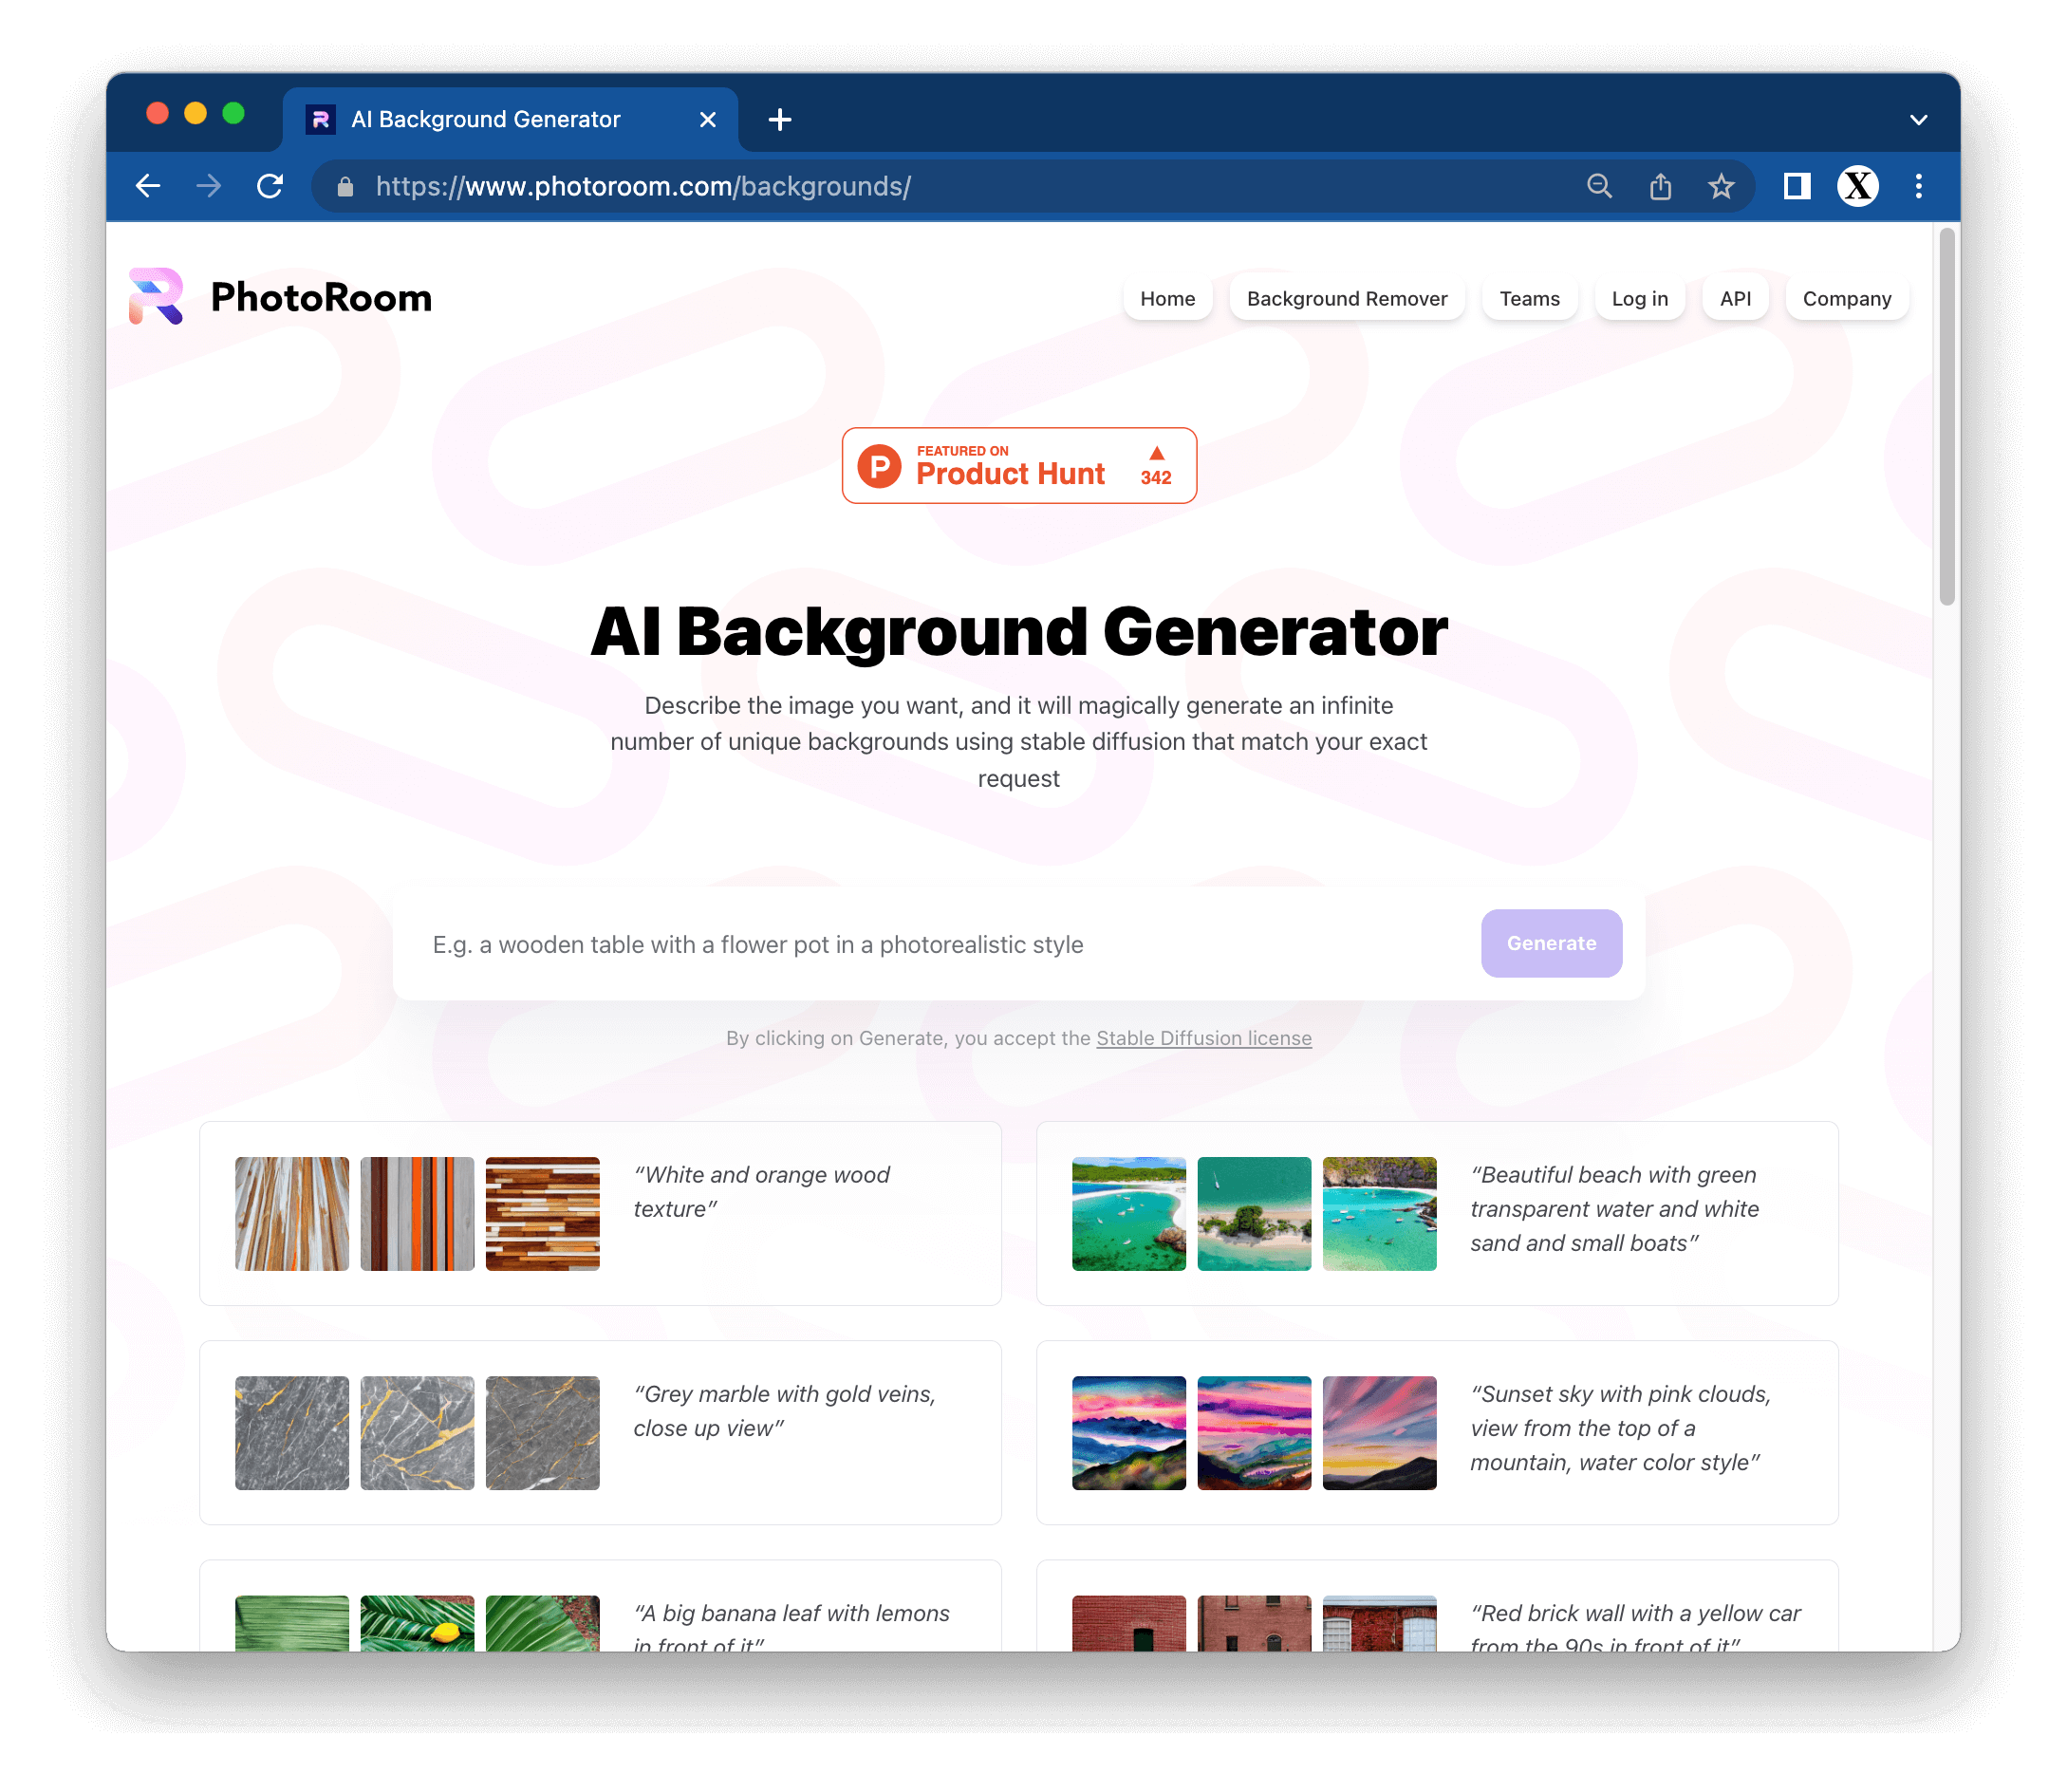 AI Background Generator
https://www.photoroom.com/backgrounds/
X
PhotoRoom
Home
Background Remover
Teams
Log in
API
Company
P
FEATURED ON
Product Hunt
342
AI Background Generator
Describe the image you want, and it will magically generate an infinite
number of unique backgrounds using stable diffusion that match your exact
request
E.g. a wooden table with a flower pot in a photorealistic style
Generate
By clicking on Generate, you accept the Stable Diffusion license
“White and orange wood
texture”
“Beautiful beach with green
transparent water and white
sand and small boats”
“Grey marble with gold veins,
close up view”
“Sunset sky with pink clouds,
view from the top of a
mountain, water color style”
“A big banana leaf with lemons
in front of it”
“Red brick wall with a yellow car
from the 90s in front of it”